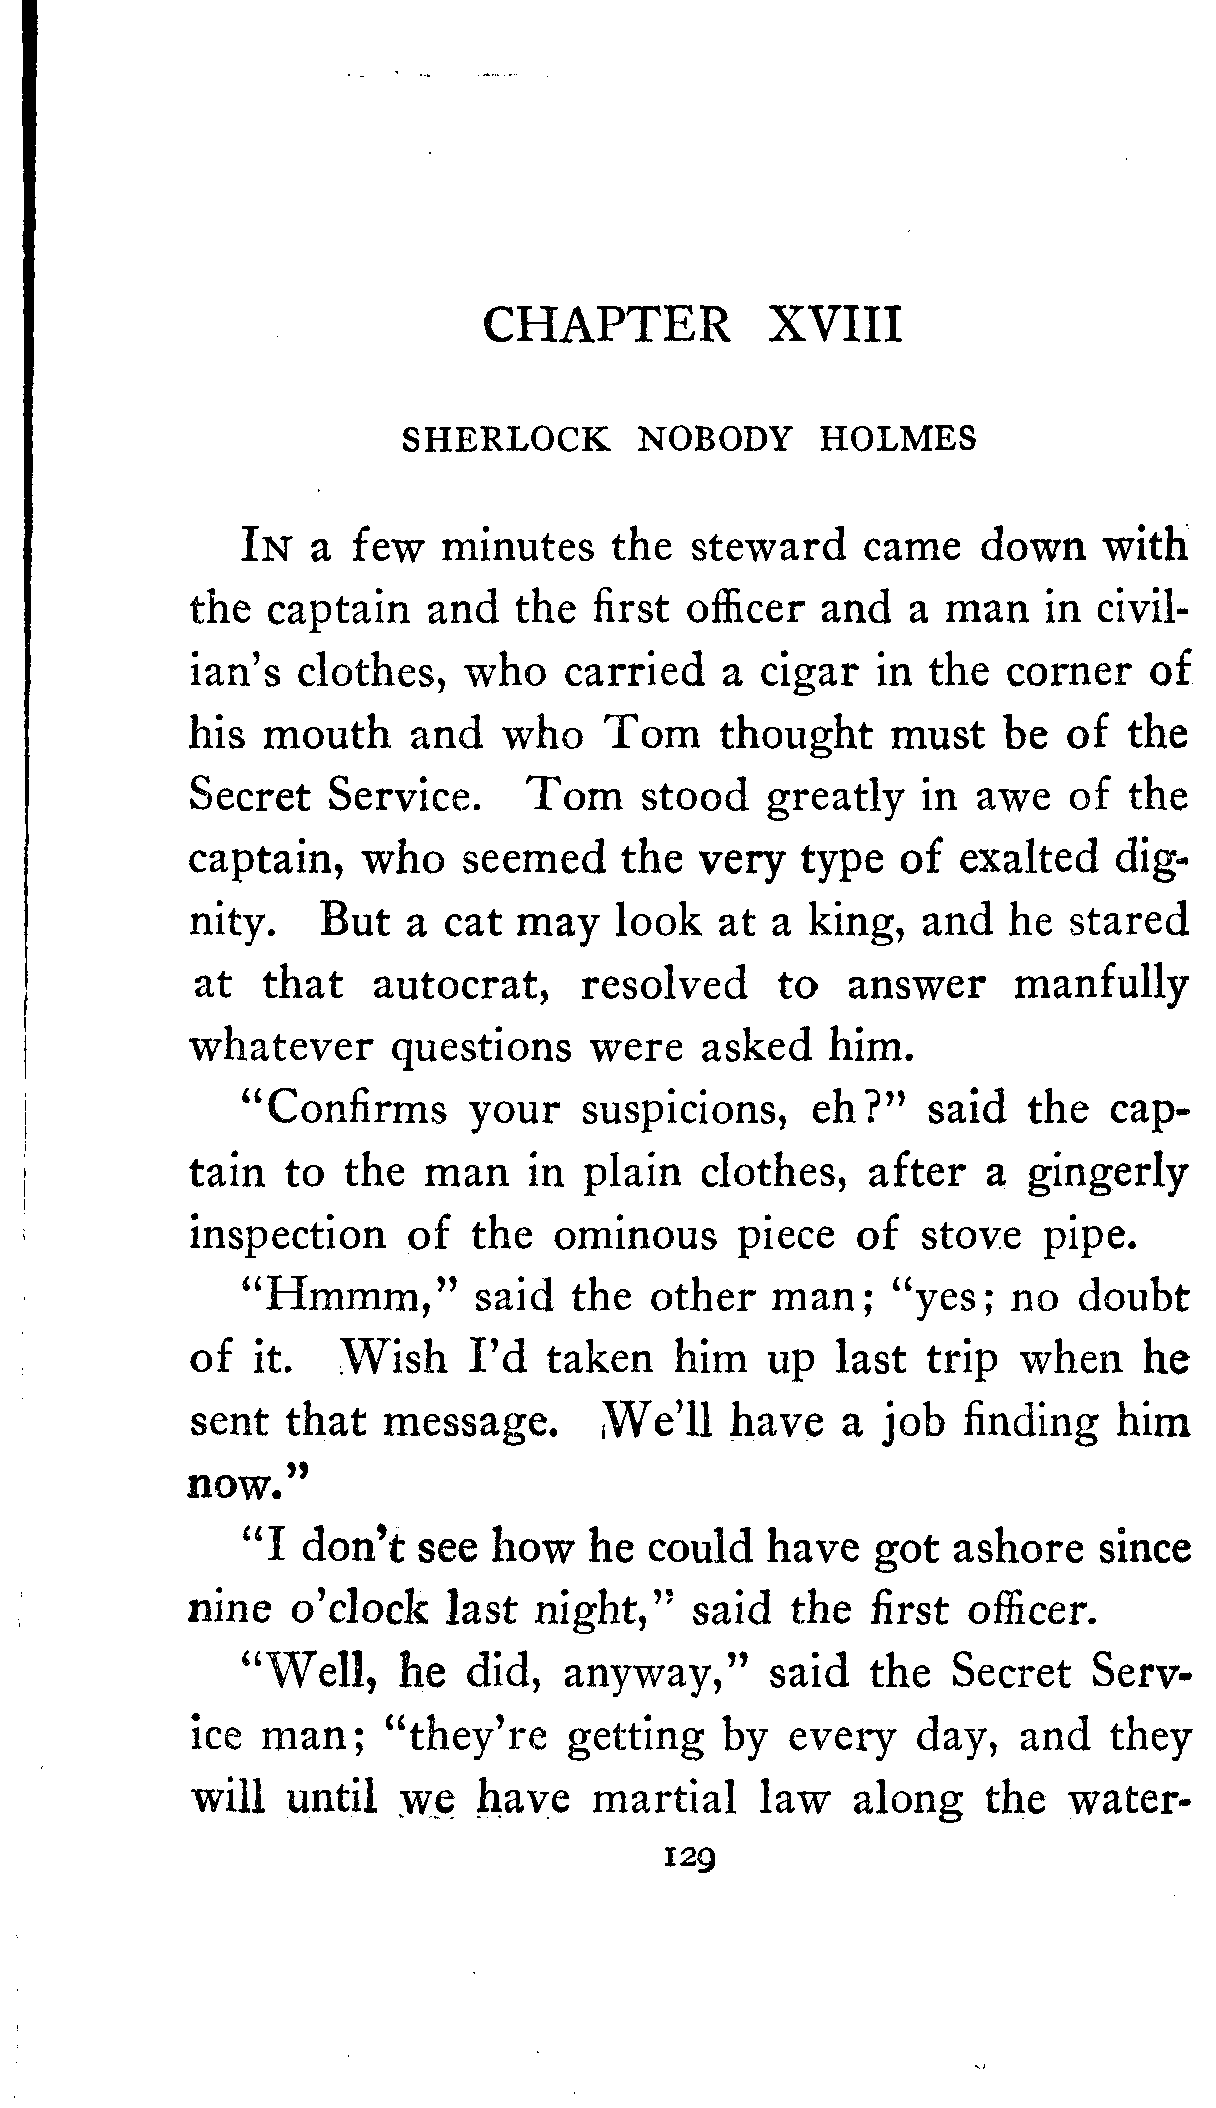 CHAPTER XVIII
SHERLOCK NOBODY HOLMES
IN a few minutes the steward came down with
the captain and the first officer and a man in civil-
ian's clothes, who carried a cigar in the corner of
his mouth and who Tom thought must be of the
Secret Service. Tom stood greatly in awe of the
captain, who seemed the very type of exalted dig-
nity. But a cat may look at a king, and he stared
at that autocrat, resolved to answer manfully
whatever questions were asked him.
"Confirms your suspicions, eh?" said the cap-
tain to the man in plain clothes, after a gingerly
inspection of the ominous piece of stove pipe.
"Hmmm," said the other man; "yes; no doubt
of it. Wish I'd taken him up last trip when he
sent that message. We'll have a job finding him
now."
"I don't see how he could have got ashore since
nine o'clock last night," said the first officer.
"Well, he did, anyway," said the Secret Serv-
ice man; "they're getting by every day, and they
will until we have martial law along the water-
129